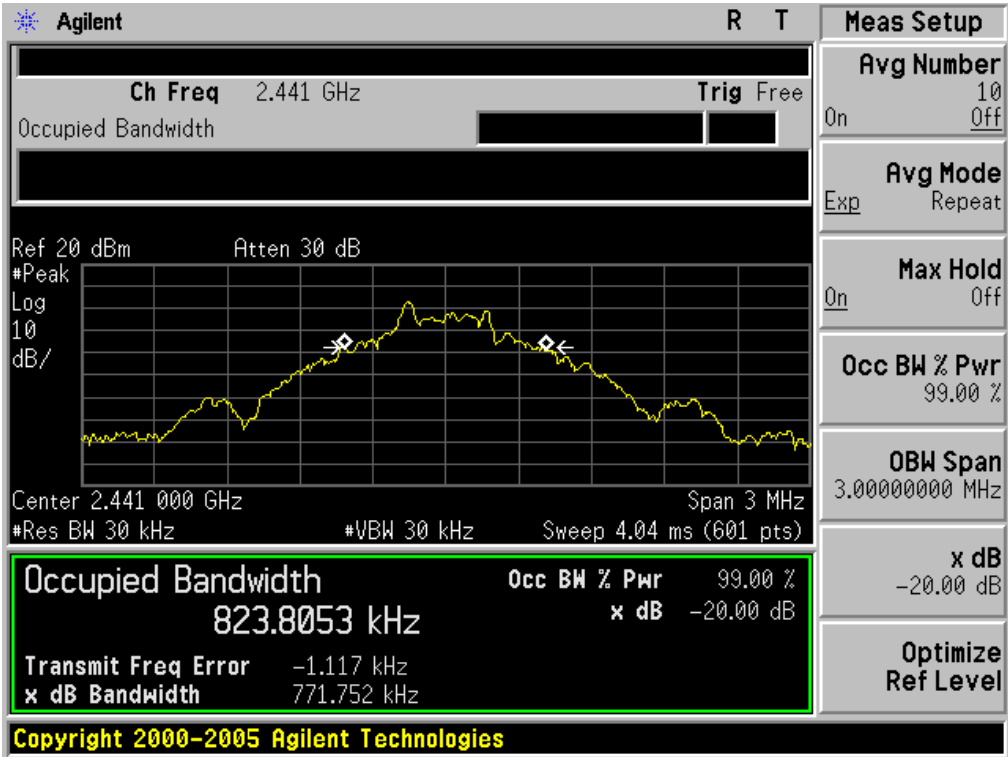 Agilent R T
Ch Freq 2.441 GHz Trig Free
Occupied Bandwidth
Ref 20 dBm Atten 30 dB
#Peak
Log
10
dB/
Center 2.441 000 GHz Span 3 MHz
#Res BW 30 kHz #VBW 30 kHz Sweep 4.04 ms (601 pts)
Occupied Bandwidth
823.8053 kHz
Occ BW % Pwr 99.00 %
x dB -20.00 dB
Transmit Freq Error -1.117 kHz
x dB Bandwidth 771.752 kHz
Copyright 2000-2005 Agilent Technologies
Meas Setup
Avg Number
10
On Off
Avg Mode
Exp Repeat
Max Hold
On Off
Occ BW % Pwr
99.00 %
OBW Span
3.00000000 MHz
x dB
-20.00 dB
Optimize
Ref Level